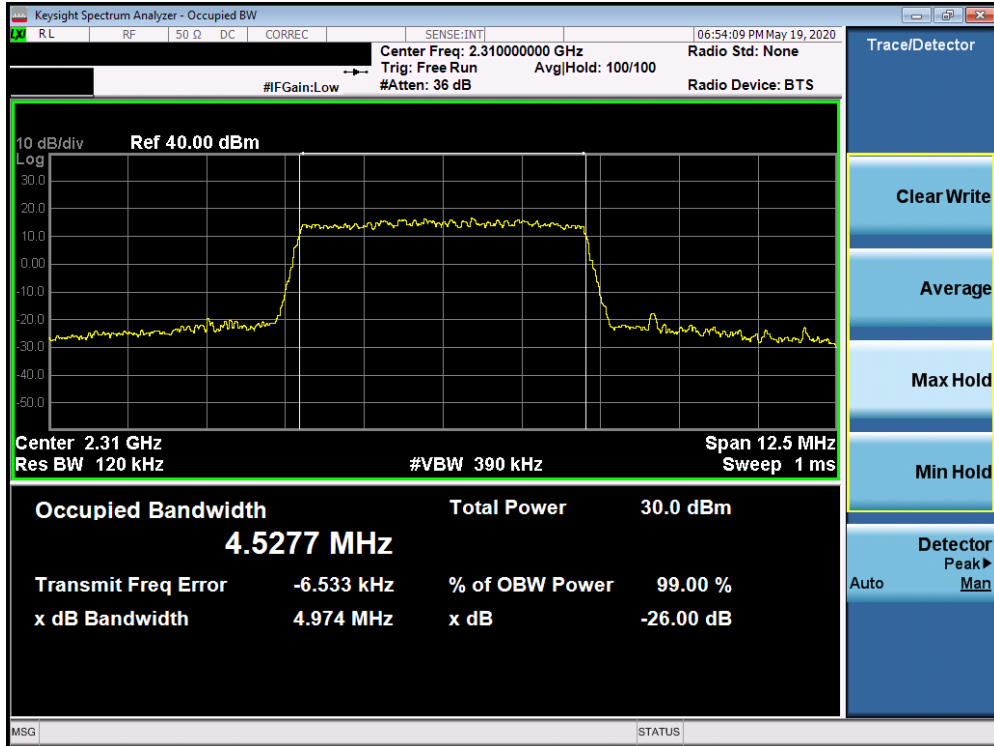 Keysight Spectrum Analyzer - Occupied BW
LXI RL RF 50 Ω DC CORREC SENSE:INT 06:54:09 PM May 19, 2020
Center Freq: 2.310000000 GHz Radio Std: None
Trig: Free Run Avg|Hold: 100/100
#IFGain:Low #Atten: 36 dB Radio Device: BTS
Trace/Detector
10 dB/div Ref 40.00 dBm
Log
30.0
20.0
10.0
0.00
-10.0
-20.0
-30.0
-40.0
-50.0
Center 2.31 GHz Span 12.5 MHz
Res BW 120 kHz #VBW 390 kHz Sweep 1 ms
Occupied Bandwidth Total Power 30.0 dBm
4.5277 MHz
Transmit Freq Error -6.533 kHz % of OBW Power 99.00 %
x dB Bandwidth 4.974 MHz x dB -26.00 dB
Clear Write
Average
Max Hold
Min Hold
Detector
Peak▶
Auto Man
MSG STATUS